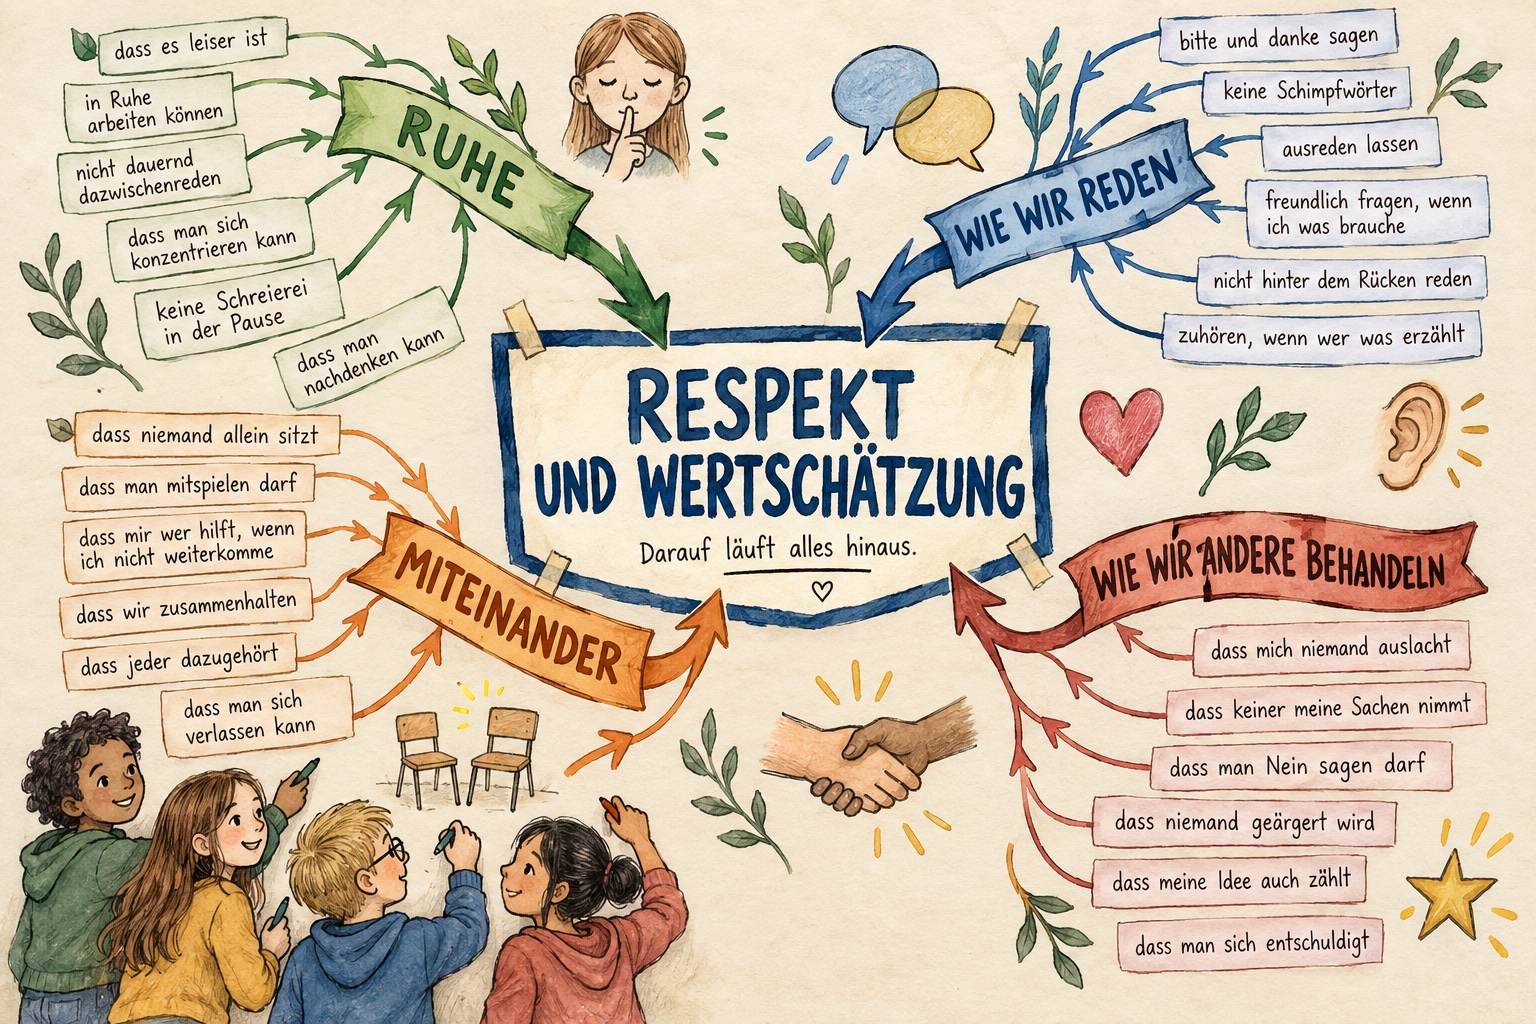 dass es leiser ist
in Ruhe
arbeiten können
nicht dauernd
dazwischenreden
dass man sich
konzentrieren kann
keine Schreierei
in der Pause
dass man
nachdenken kann
RUHE
bitte und danke sagen
keine Schimpfwörter
ausreden lassen
freundlich fragen, wenn
ich was brauche
nicht hinter dem Rücken reden
zuhören, wenn wer was erzählt
WIE WIR REDEN
RESPEKT
UND WERTSCHÄTZUNG
Darauf läuft alles hinaus.
dass niemand allein sitzt
dass man mitspielen darf
dass mir wer hilft, wenn
ich nicht weiterkomme
dass wir zusammenhalten
dass jeder dazugehört
dass man sich
verlassen kann
MITEINANDER
WIE WIR ANDERE BEHANDELN
dass mich niemand auslacht
dass keiner meine Sachen nimmt
dass man Nein sagen darf
dass niemand geärgert wird
dass meine Idee auch zählt
dass man sich entschuldigt